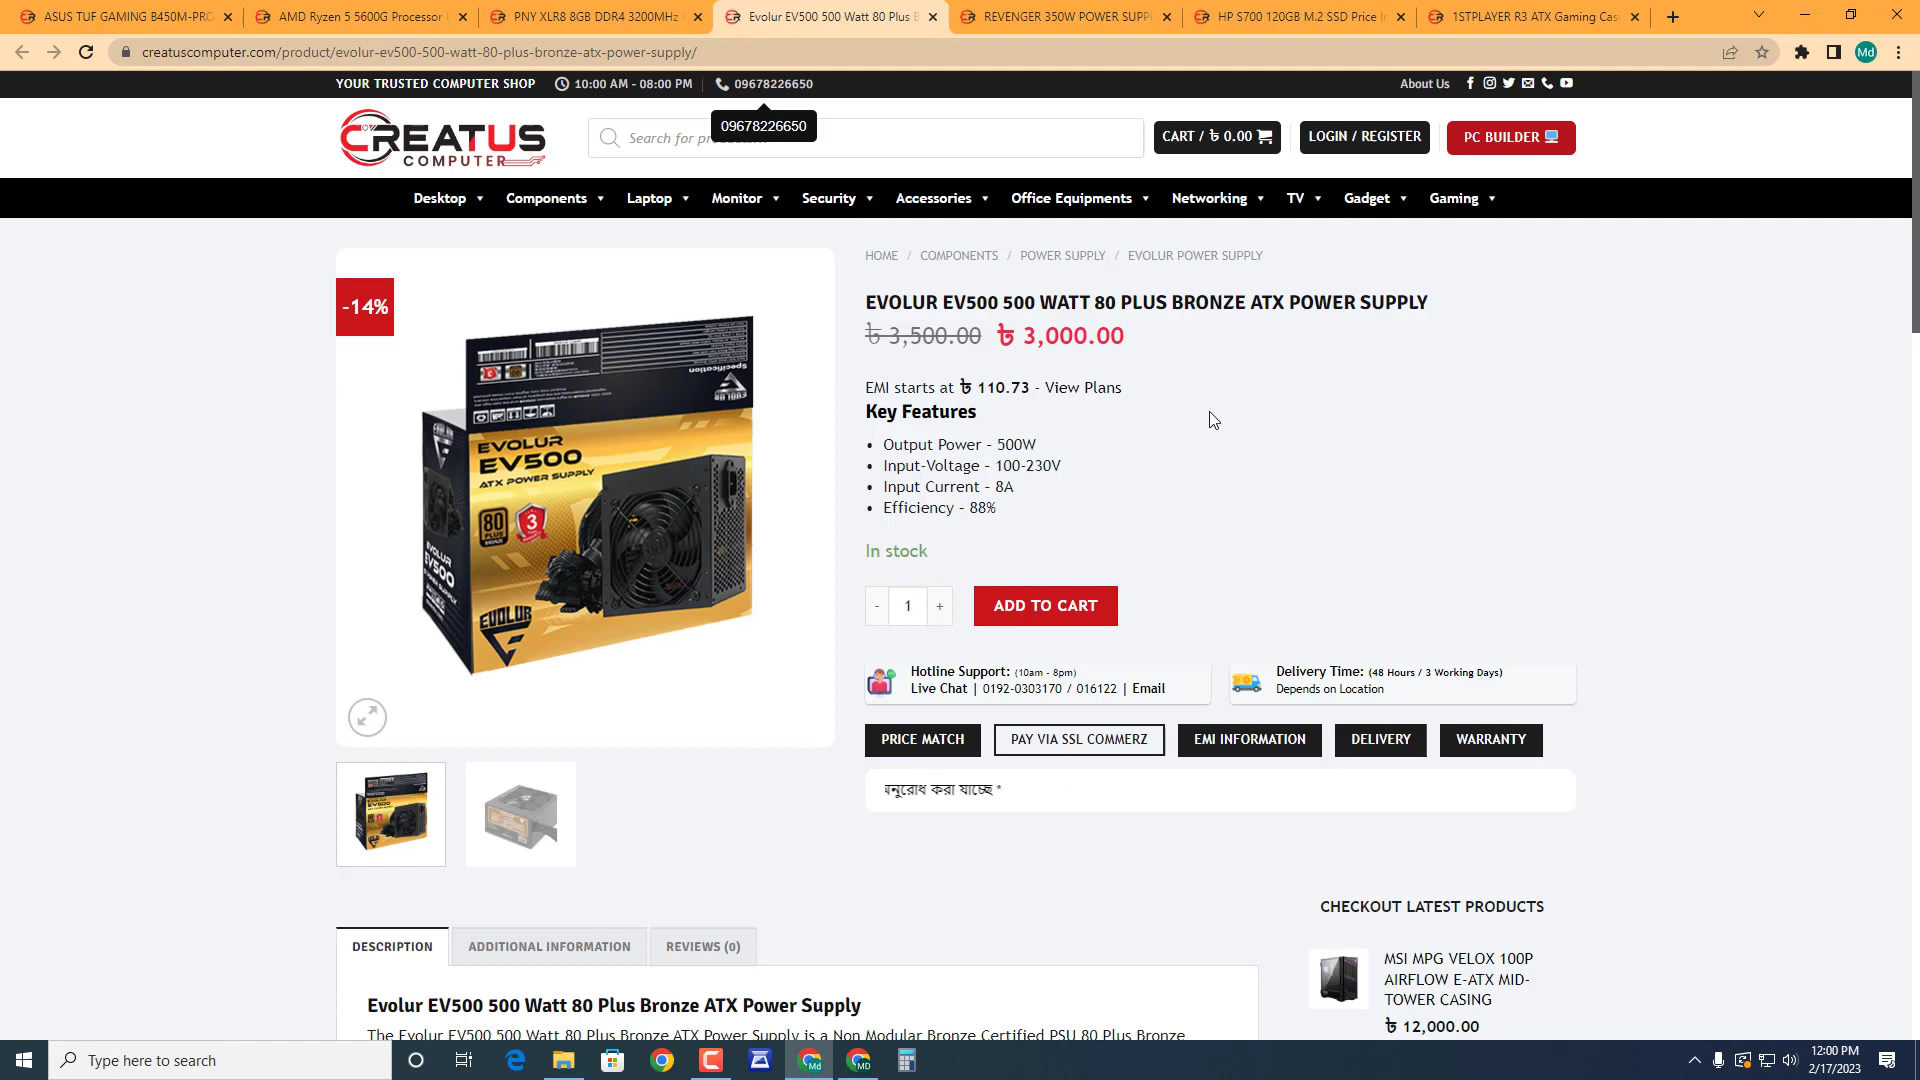 ASUS TUF GAMING B450M-PRO
AMD Ryzen 5 5600G Processor
PNY XLR8 8GB DDR4 3200MHz
Evolur EV500 500 Watt 80 Plus B
REVENGER 350W POWER SUPP
HP S700 120GB M.2 SSD Price I
1STPLAYER R3 ATX Gaming Cas
creatuscomputer.com/product/evolur-ev500-500-watt-80-plus-bronze-atx-power-supply/
Md
YOUR TRUSTED COMPUTER SHOP
10:00 AM - 08:00 PM
09678226650
About Us
09678226650
CREATUS
COMPUTER
Search for
CART / ৳ 0.00
LOGIN / REGISTER
PC BUILDER
Desktop
Components
Laptop
Monitor
Security
Accessories
Office Equipments
Networking
TV
Gadget
Gaming
HOME / COMPONENTS / POWER SUPPLY / EVOLUR POWER SUPPLY
-14%
EVOLUR EV500 500 WATT 80 PLUS BRONZE ATX POWER SUPPLY
৳ 3,500.00 ৳ 3,000.00
EMI starts at ৳ 110.73 - View Plans
Key Features
• Output Power - 500W
• Input-Voltage - 100-230V
• Input Current - 8A
• Efficiency - 88%
In stock
- 1 +
ADD TO CART
Specification
EVOLUR
EV500
ATX POWER SUPPLY
80
PLUS
BRONZE
3
EVOLUR
EV500
POWER SUPPLY
EVOLUR
Hotline Support: (10am - 8pm)
Live Chat | 0192-0303170 / 016122 | Email
Delivery Time: (48 Hours / 3 Working Days)
Depends on Location
PRICE MATCH
PAY VIA SSL COMMERZ
EMI INFORMATION
DELIVERY
WARRANTY
অনুরোধ করা যাচ্ছে *
CHECKOUT LATEST PRODUCTS
DESCRIPTION
ADDITIONAL INFORMATION
REVIEWS (0)
MSI MPG VELOX 100P
AIRFLOW E-ATX MID-
TOWER CASING
৳ 12,000.00
Evolur EV500 500 Watt 80 Plus Bronze ATX Power Supply
The Evolur EV500 500 Watt 80 Plus Bronze ATX Power Supply is a Non Modular Bronze Certified PSU 80 Plus Bronze
Type here to search
12:00 PM
2/17/2023